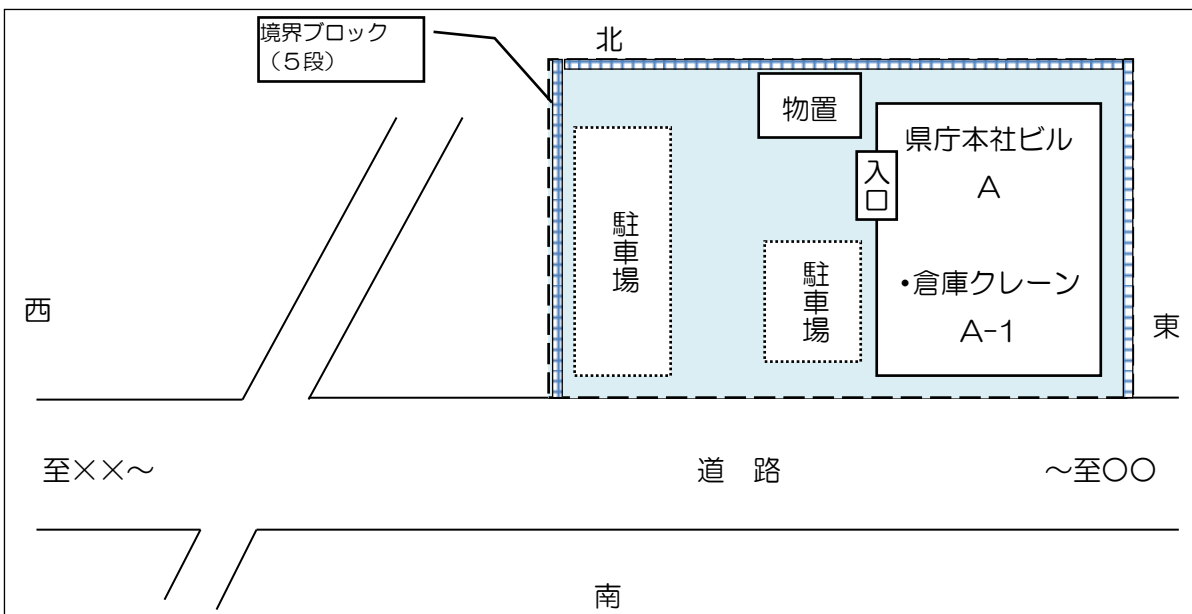 境界ブロック
（５段）
北
物置
県庁本社ビル
A
入口
駐車場
駐車場
・倉庫クレーン
A-1
西
東
至××～
道　路
～至〇〇
南